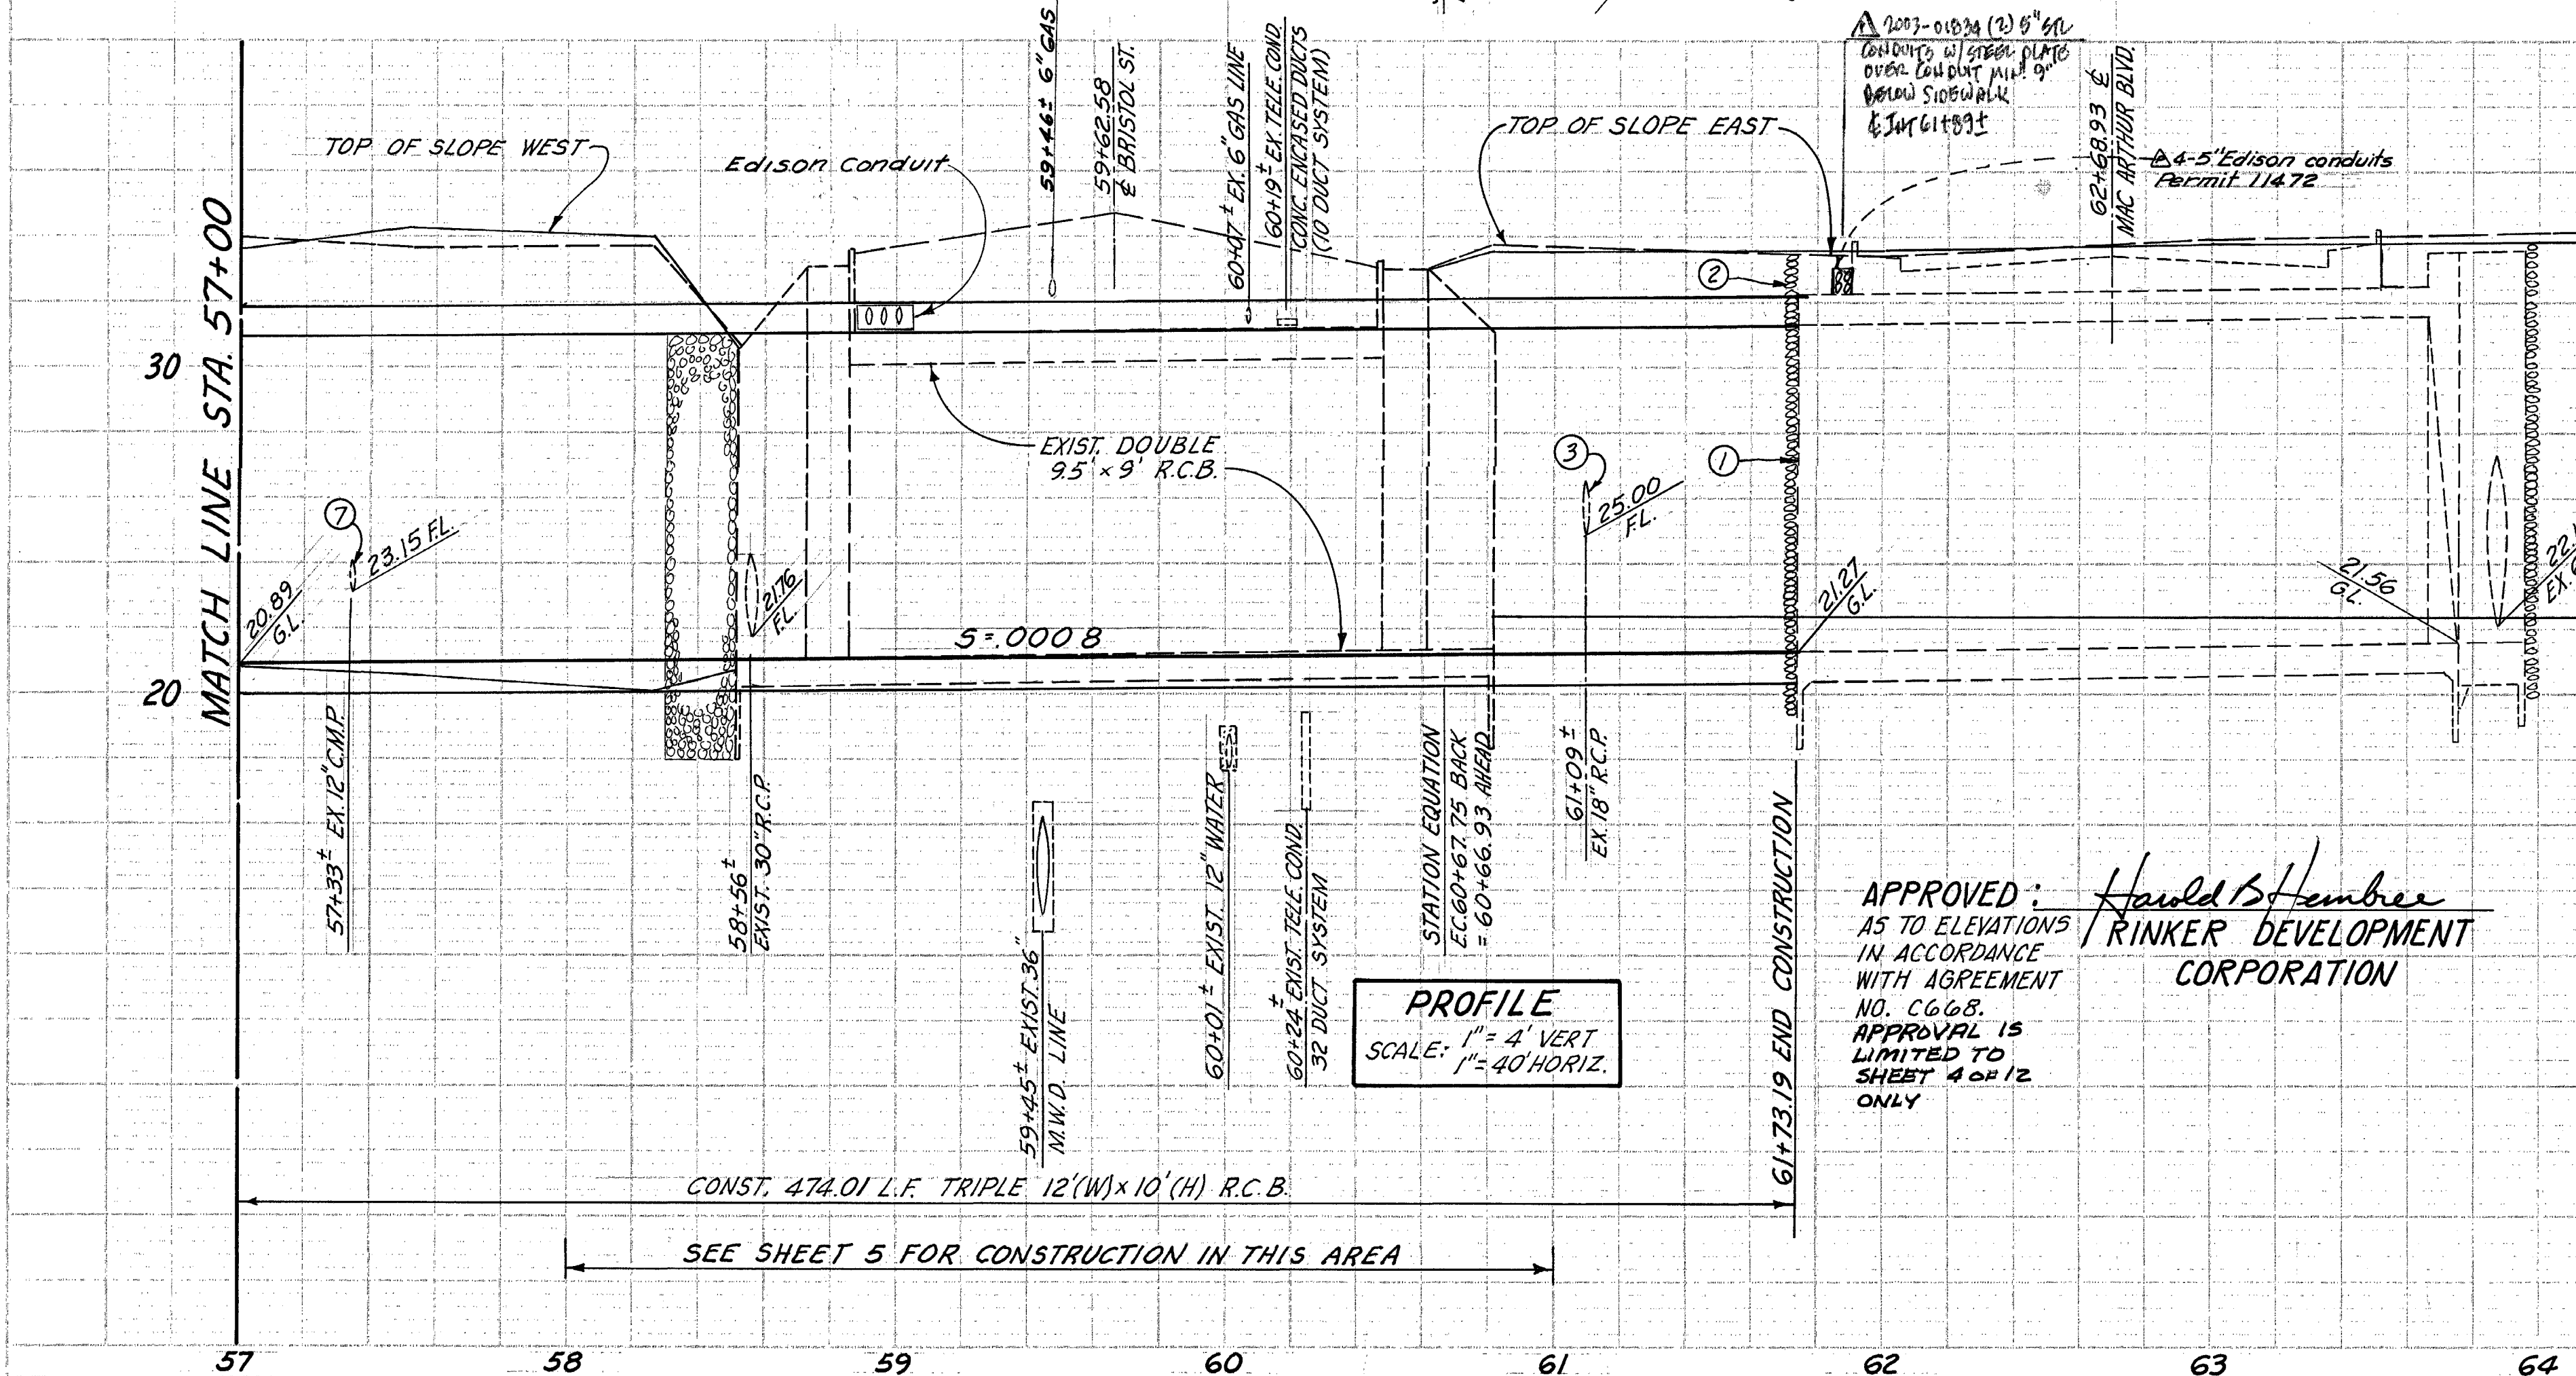 MATCH LINE STA. 57+00
30
20
TOP OF SLOPE WEST
Edison Conduit
59+46± 6" GAS
59+62.58
℄ BRISTOL ST.
60+07± EX. 6" GAS LINE
60+19± EX. TELE. COND.
CONC. ENCASED DUCTS
(10 DUCT SYSTEM)
TOP OF SLOPE EAST
2003-01834 (2) 5" STL
CONDUITS W/ STEEL PLATE
OVER CONDUIT MIN. 9"
BELOW SIDEWALK
61+89±
62+68.93 ℄
MAC ARTHUR BLVD.
4-5" Edison conduits
Permit 11472
2
1
3
7
EXIST. DOUBLE
9.5' x 9' R.C.B.
20.89
G.L.
23.15 F.L.
21.76
F.L.
S=.0008
25.00
F.L.
21.27
G.L.
21.56
G.L.
22.
EX.
57+33± EX. 12" C.M.P.
58+56±
EXIST. 30" R.C.P.
59+45± EXIST. 36"
M.W.D. LINE
60+01± EXIST. 12" WATER
60+24± EXIST. TELE. COND.
32 DUCT SYSTEM
STATION EQUATION
EC60+67.75 BACK
= 60+66.93 AHEAD
61+09±
EX. 18" R.C.P.
61+73.19 END CONSTRUCTION
PROFILE
SCALE: 1" = 4' VERT
1" = 40' HORIZ.
APPROVED: Harold B Hembree
AS TO ELEVATIONS
IN ACCORDANCE
WITH AGREEMENT
NO. C668.
APPROVAL IS
LIMITED TO
SHEET 4 OF 12
ONLY
RINKER DEVELOPMENT
CORPORATION
CONST. 474.01 L.F. TRIPLE 12'(W) x 10'(H) R.C.B.
SEE SHEET 5 FOR CONSTRUCTION IN THIS AREA
57 58 59 60 61 62 63 64